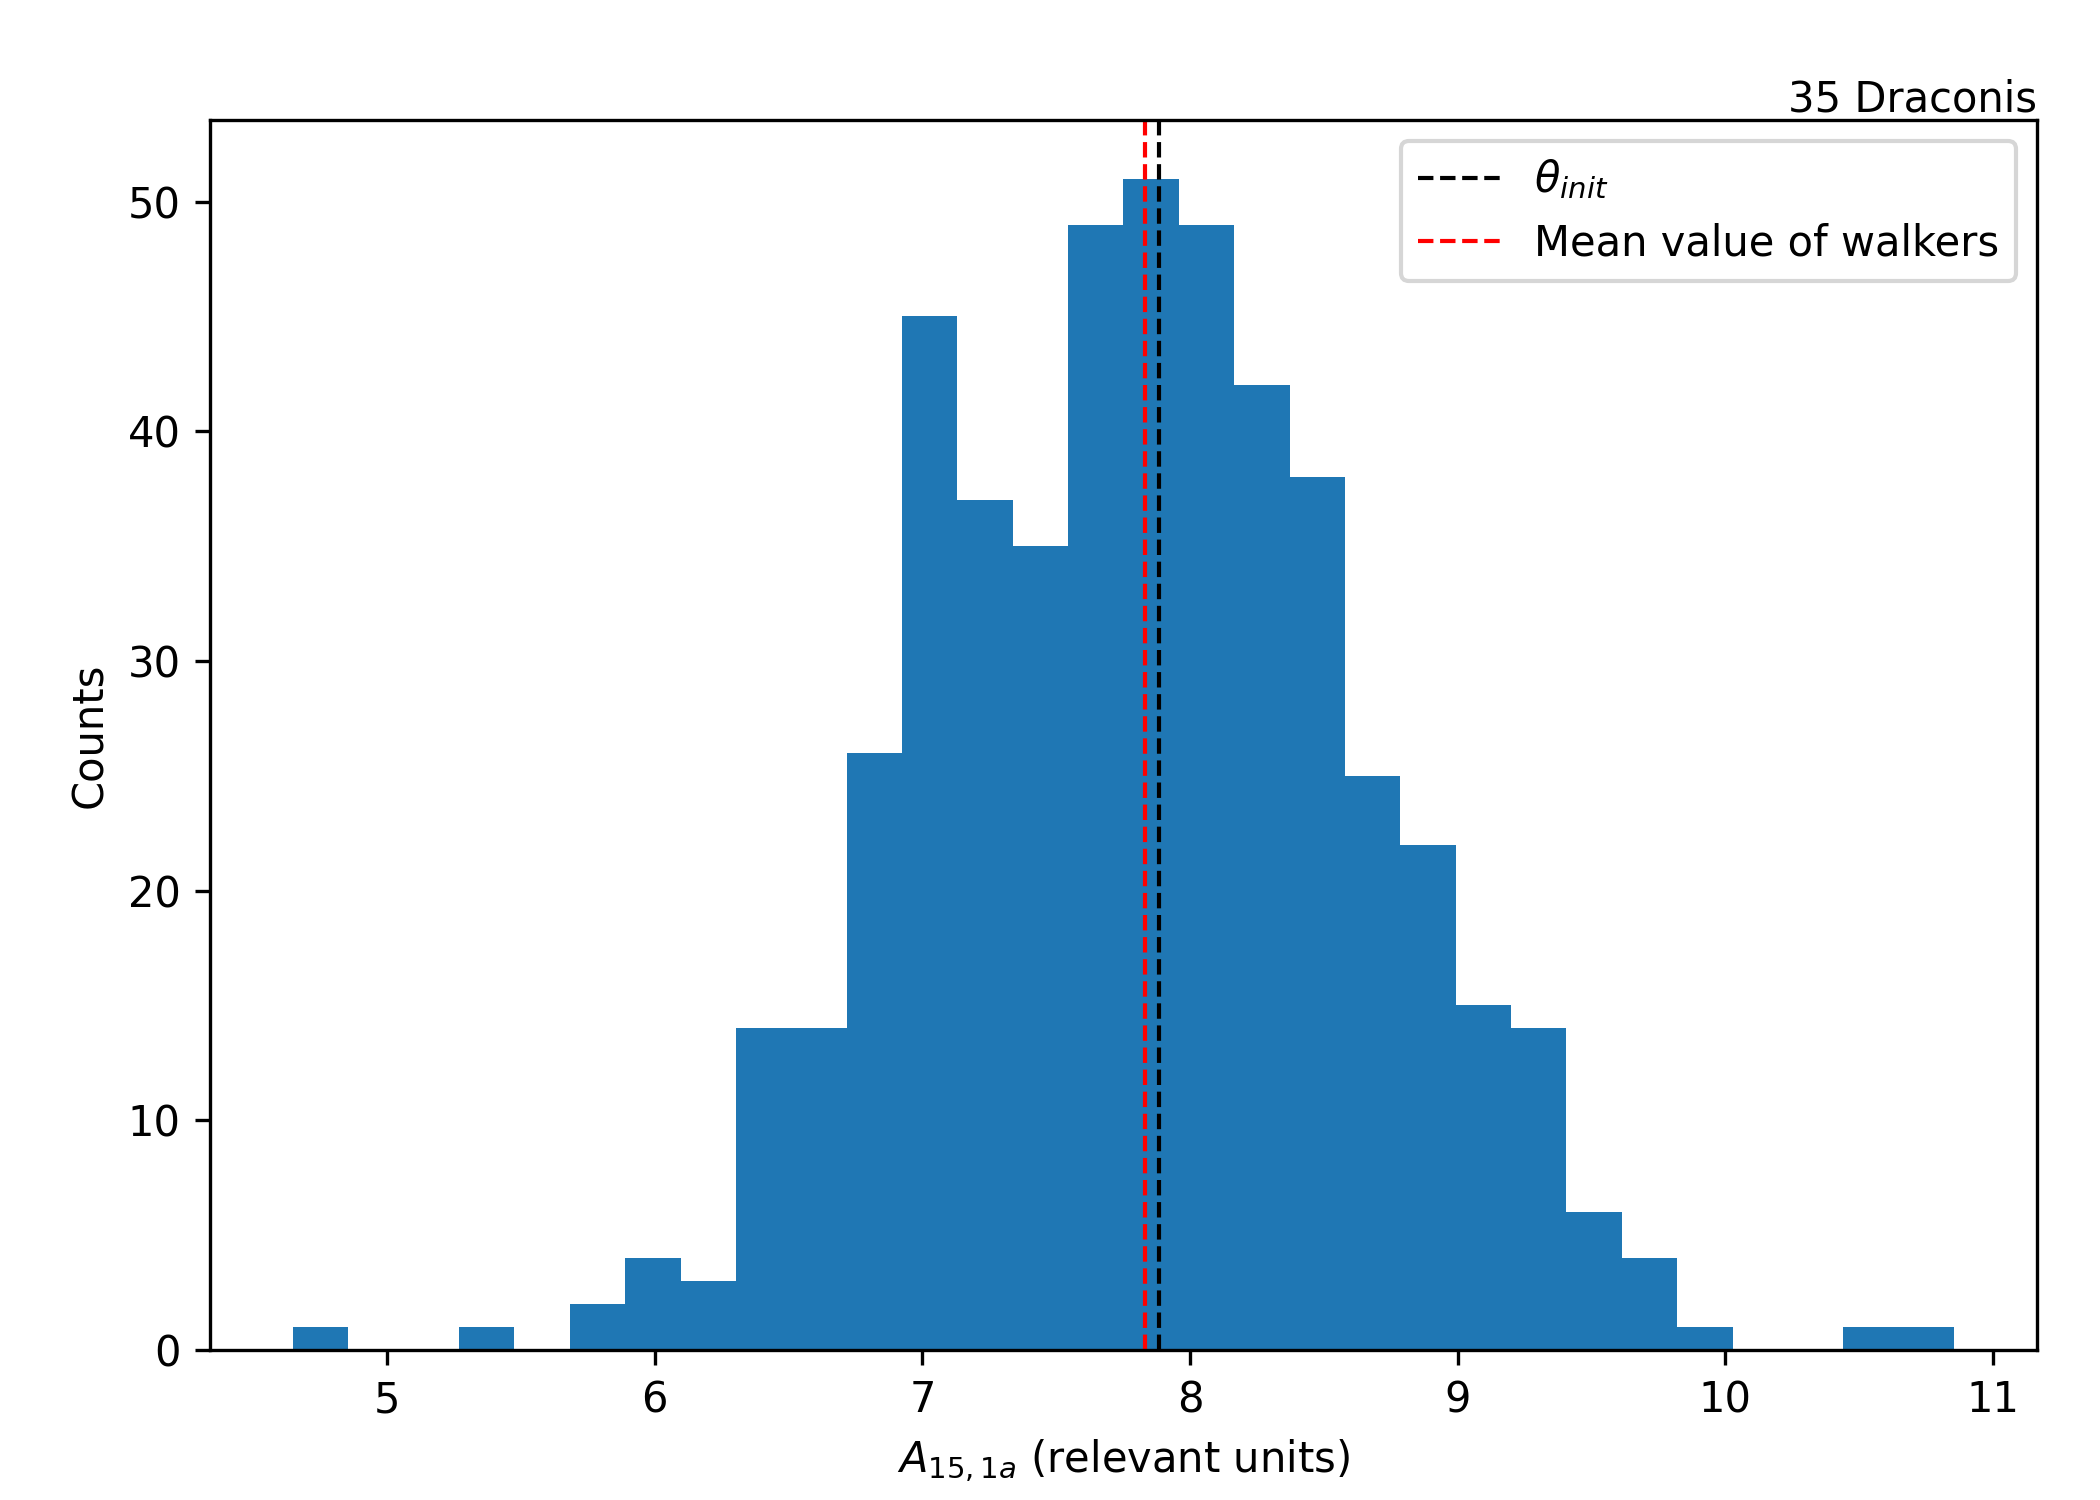 35 Draconis
θinit
Mean value of walkers
50
40
30
20
10
0
Counts
5 6 7 8 9 10 11
A15, 1a (relevant units)